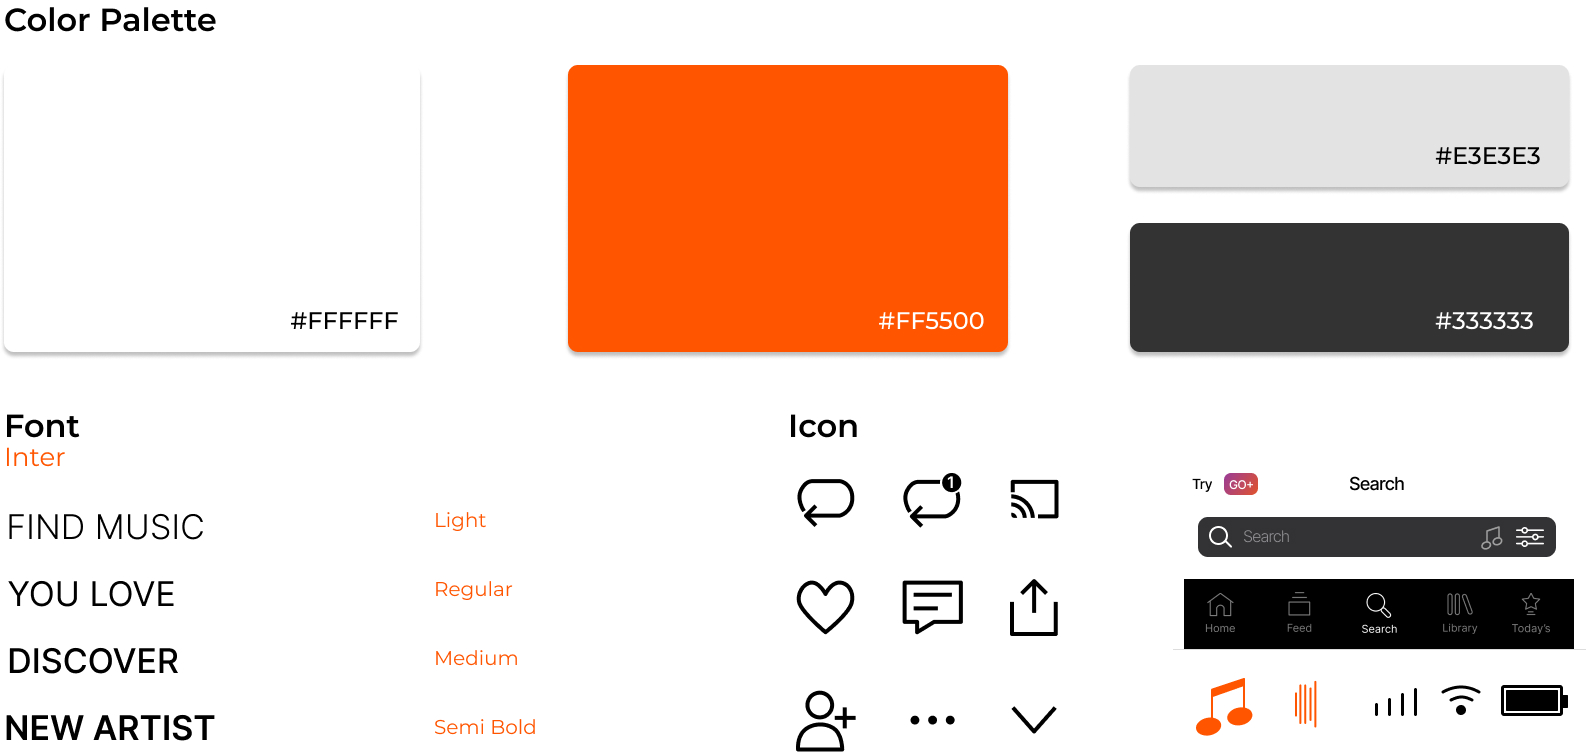 Color Palette
#FFFFFF
#FF5500
#E3E3E3
#333333
Font
Inter
FIND MUSIC
Light
YOU LOVE
Regular
DISCOVER
Medium
NEW ARTIST
Semi Bold
Icon
1
Try GO+ Search
Search
Home Feed Search Library Today's